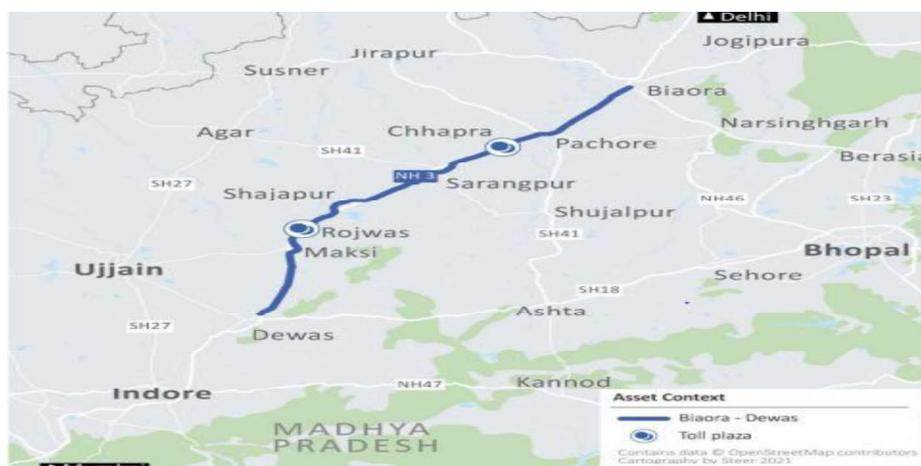 Delhi
Jogipura
Jirapur
Susner
Biaora
Agar
Chhapra
Narsinghgarh
SH41
Pachore
Berasia
SH27
NH 3
Sarangpur
Shajapur
NH46
SH23
Shujalpur
Rojwas
SH41
Maksi
Bhopal
Ujjain
Sehore
SH18
Ashta
SH27
Dewas
Kannod
NH47
Indore
Asset Context
Biaora - Dewas
MADHYA
PRADESH
Toll plaza
Contains data © OpenStreetMap contributors
Cartography by Steer 2021